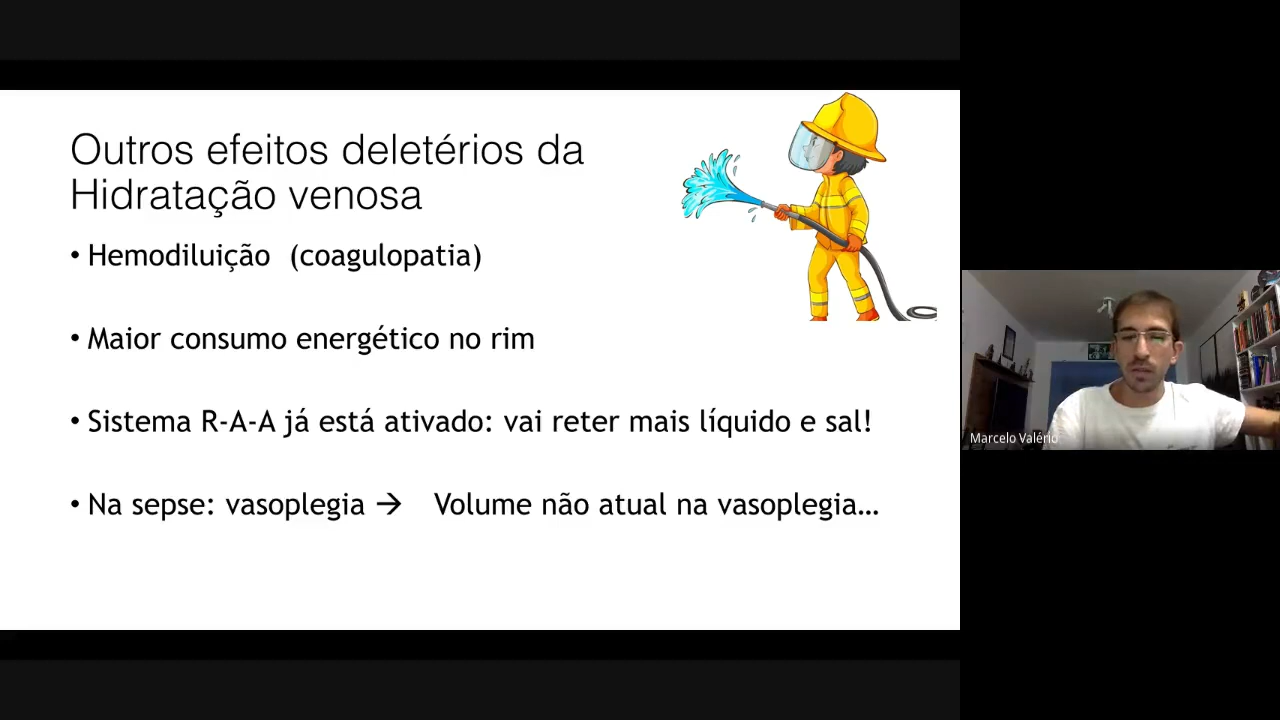 Outros efeitos deletérios da
Hidratação venosa
• Hemodiluição (coagulopatia)
• Maior consumo energético no rim
• Sistema R-A-A já está ativado: vai reter mais líquido e sal!
• Na sepse: vasoplegia → Volume não atual na vasoplegia...
Marcelo Valério